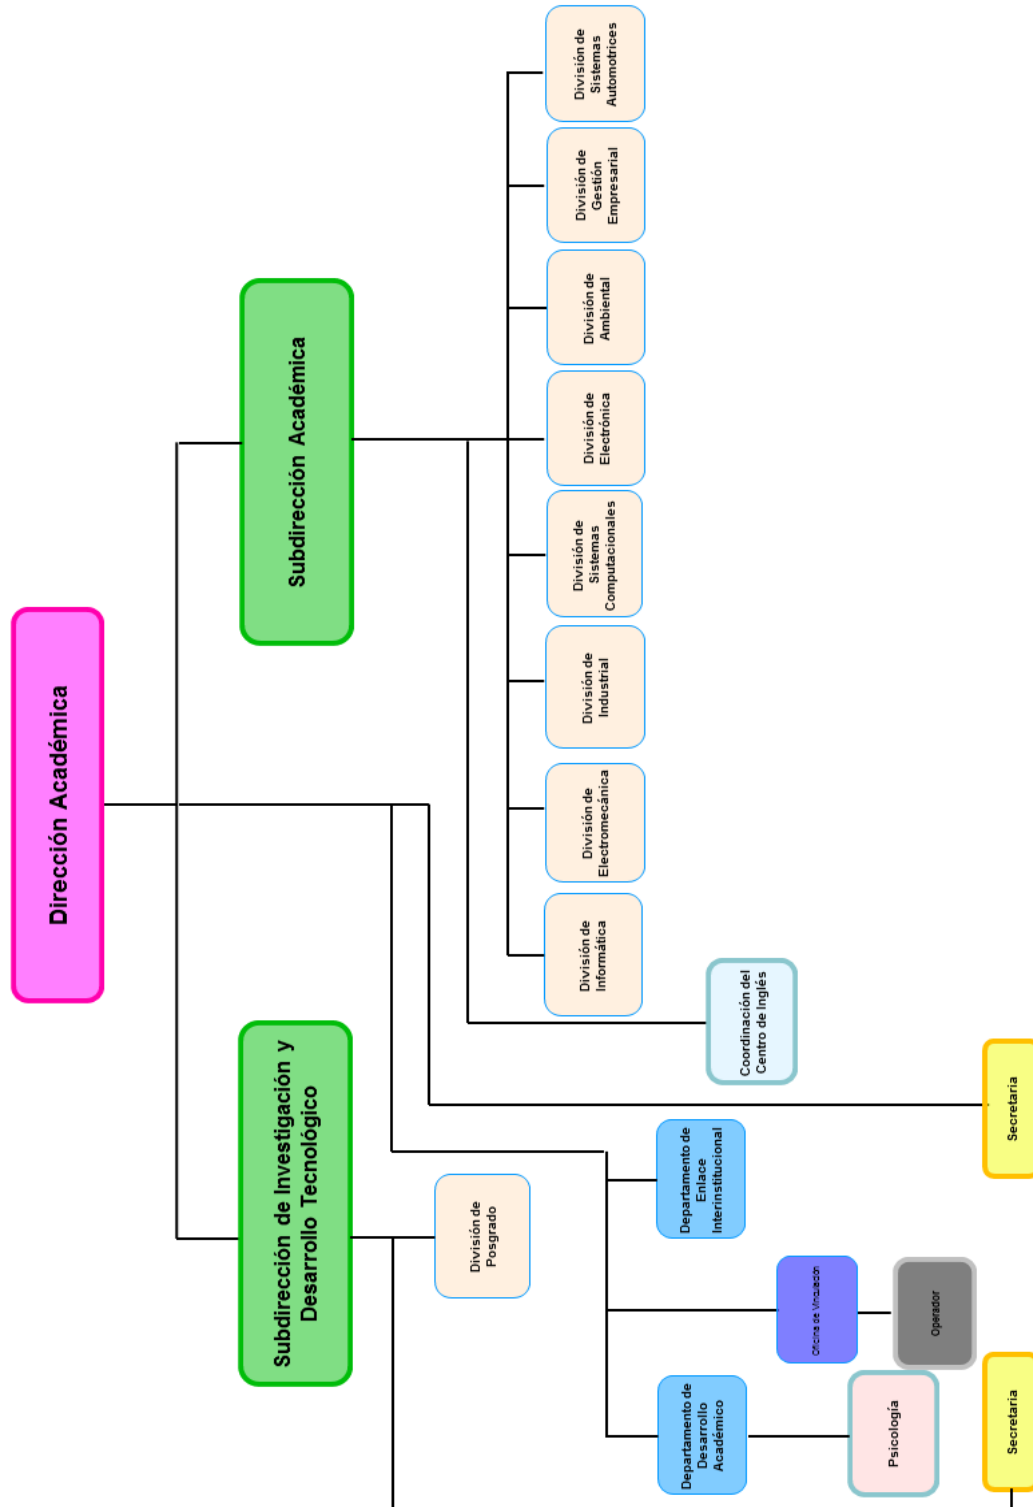 Dirección Académica
Subdirección de Investigación y
Desarrollo Tecnológico
Subdirección Académica
División de
Posgrado
División de
Informática
División de
Electromecánica
División de
Industrial
División de
Sistemas
Computacionales
División de
Electrónica
División de
Ambiental
División de
Gestión
Empresarial
División de
Sistemas
Automotrices
Departamento de
Desarrollo
Académico
Oficina de Vinculación
Departamento de
Enlace
Interinstitucional
Coordinación del
Centro de Inglés
Psicología
Operador
Secretaria
Secretaria